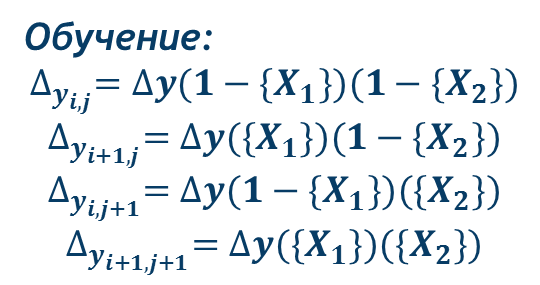 Обучение:
Δ_{y_{i,j}} = Δy(1 − {X_1})(1 − {X_2})
Δ_{y_{i+1,j}} = Δy({X_1})(1 − {X_2})
Δ_{y_{i,j+1}} = Δy(1 − {X_1})({X_2})
Δ_{y_{i+1,j+1}} = Δy({X_1})({X_2})